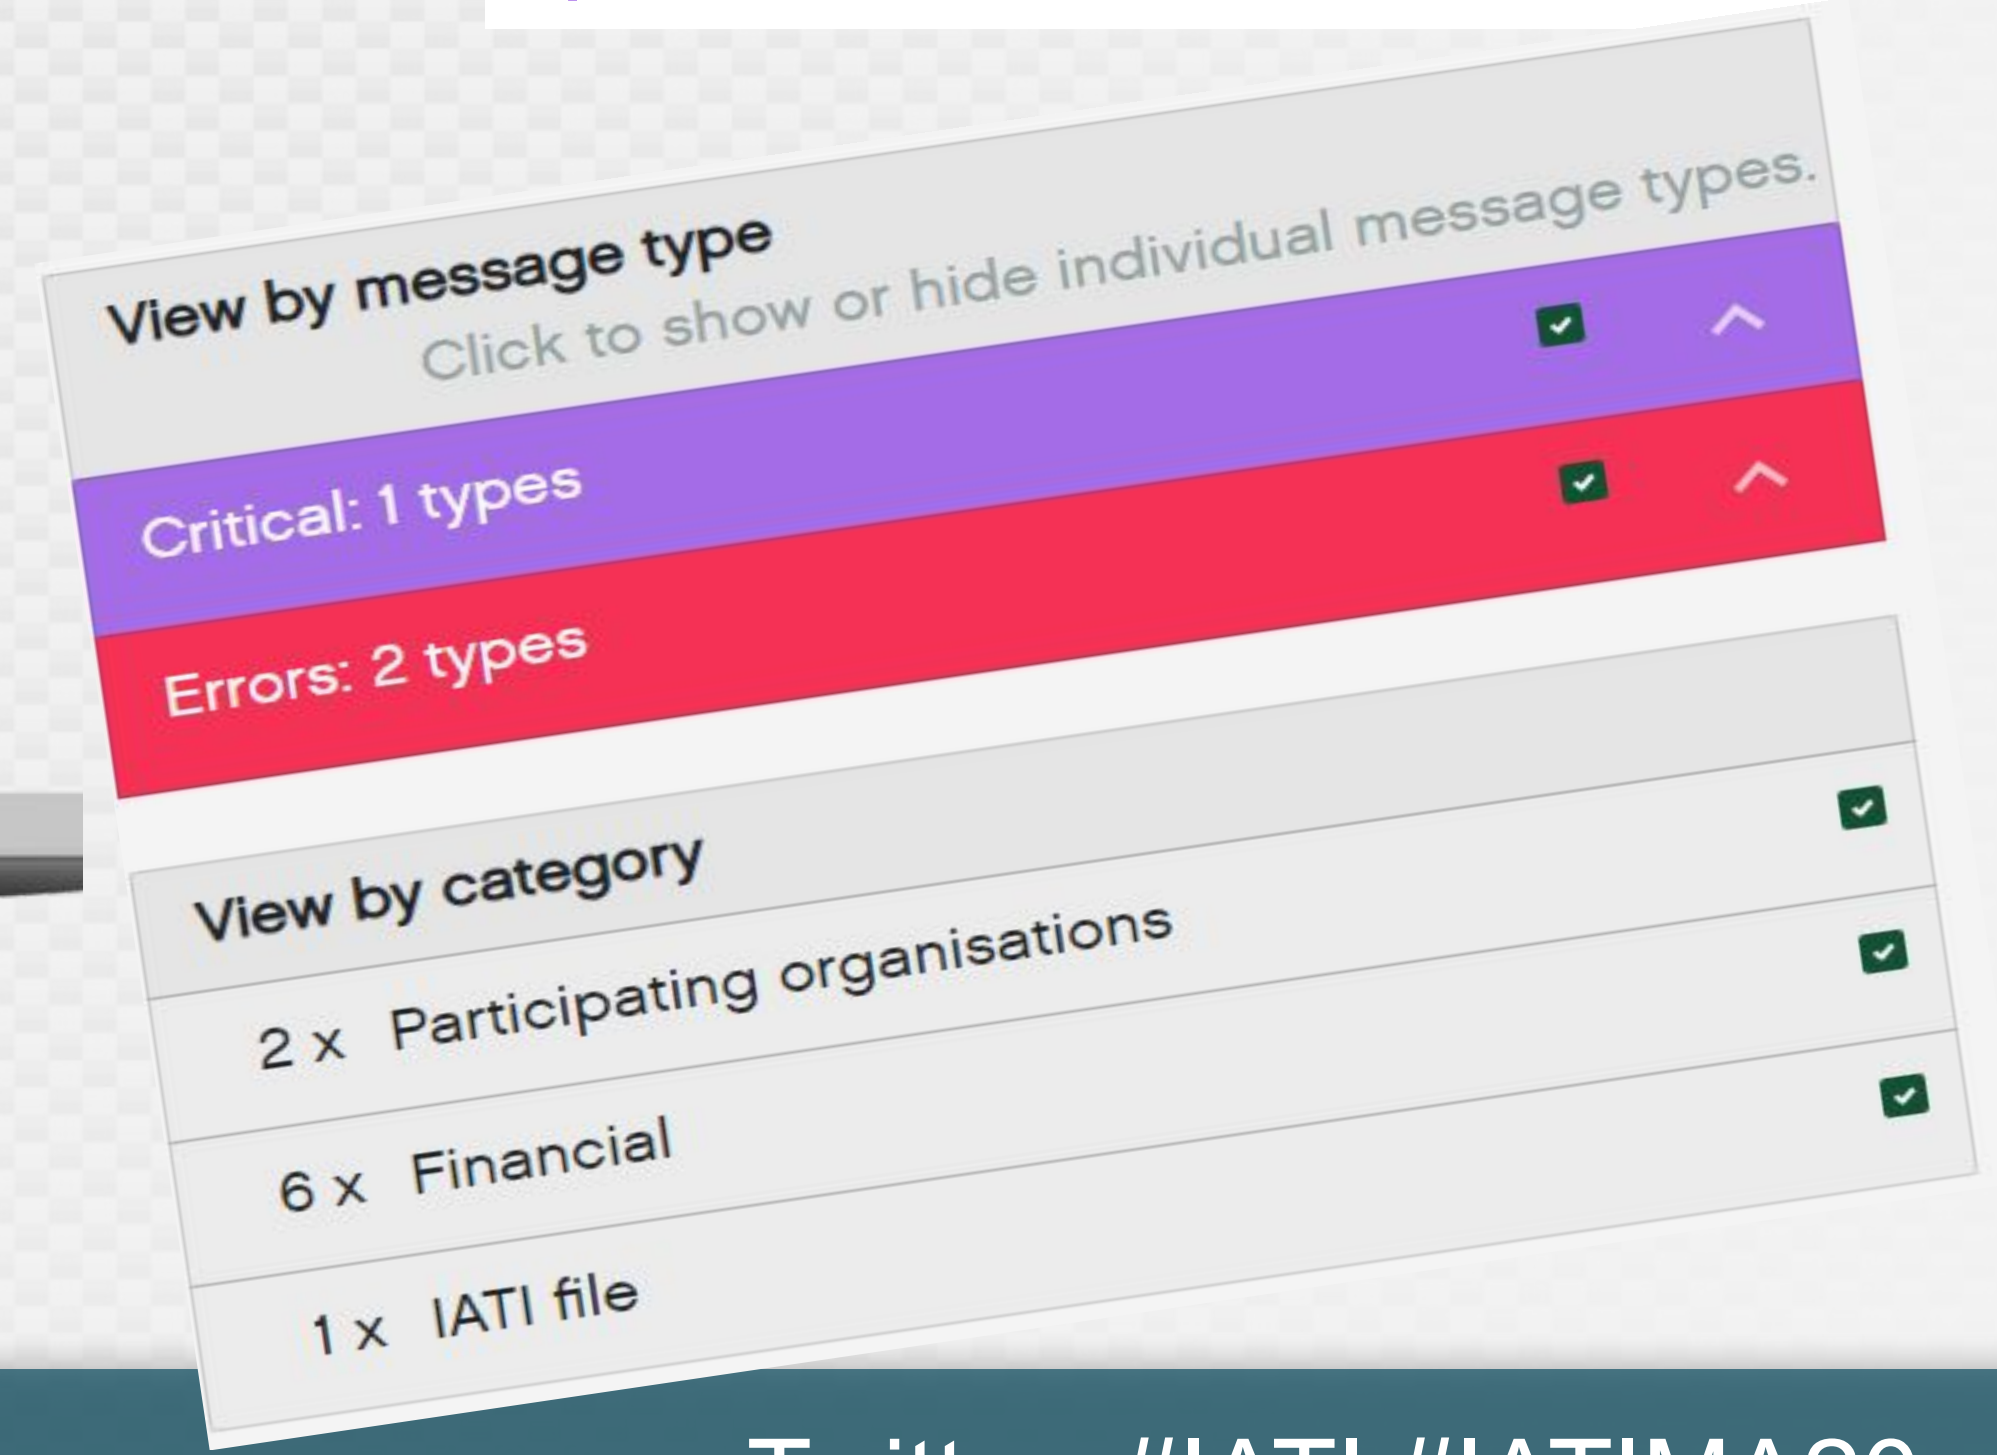 View by message type
Click to show or hide individual message types.
Critical: 1 types
Errors: 2 types
View by category
2 x Participating organisations
6 x Financial
1 x IATI file
#IATI